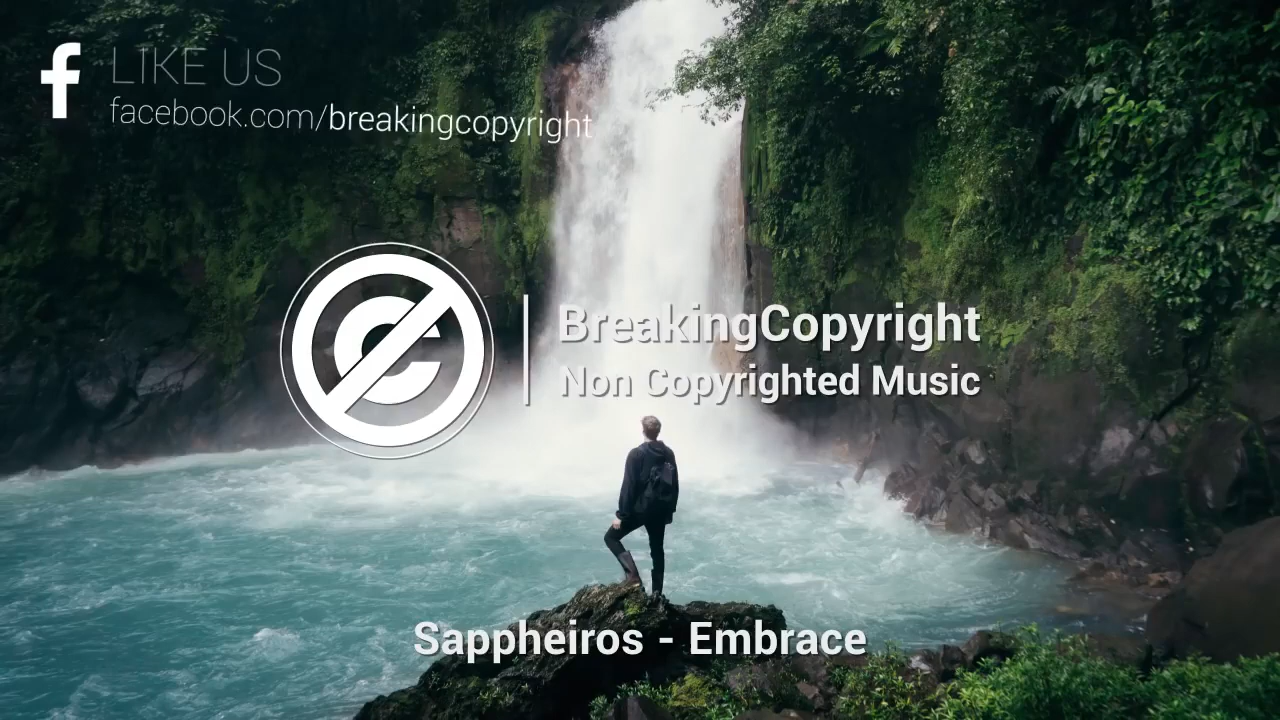 LIKE US
facebook.com/breakingcopyright
BreakingCopyright
Non Copyrighted Music
Sappheiros - Embrace